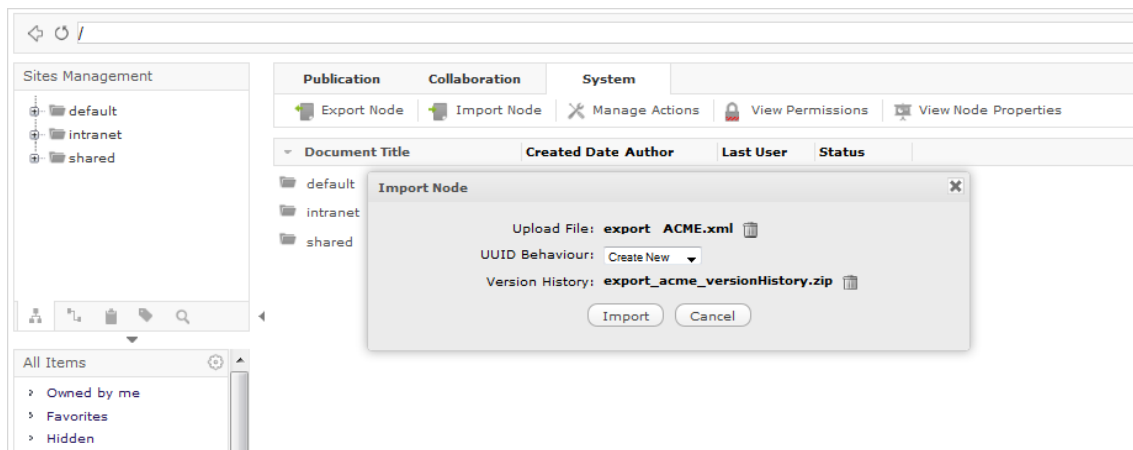 /
Sites Management
default
intranet
shared
Publication Collaboration System
Export Node Import Node Manage Actions View Permissions View Node Properties
Document Title Created Date Author Last User Status
default
intranet
shared
Import Node
Upload File: export_ACME.xml
UUID Behaviour: Create New
Version History: export_acme_versionHistory.zip
Import Cancel
All Items
Owned by me
Favorites
Hidden